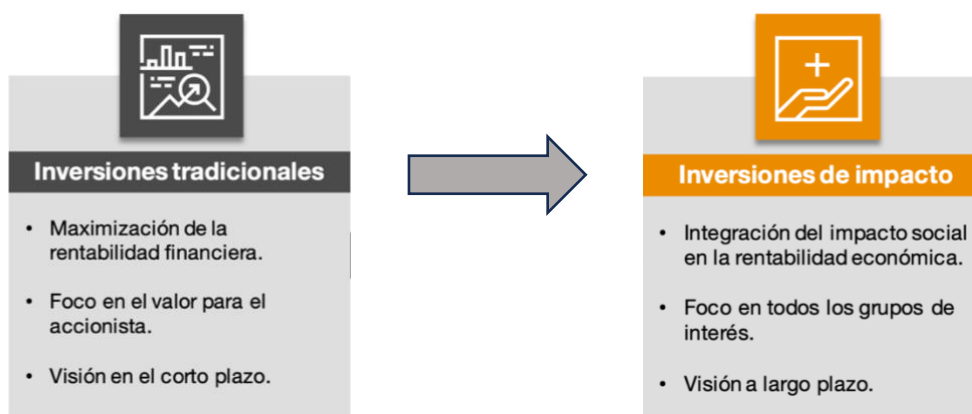 Inversiones tradicionales
• Maximización de la
rentabilidad financiera.
• Foco en el valor para el
accionista.
• Visión en el corto plazo.
Inversiones de impacto
• Integración del impacto social
en la rentabilidad económica.
• Foco en todos los grupos de
interés.
• Visión a largo plazo.